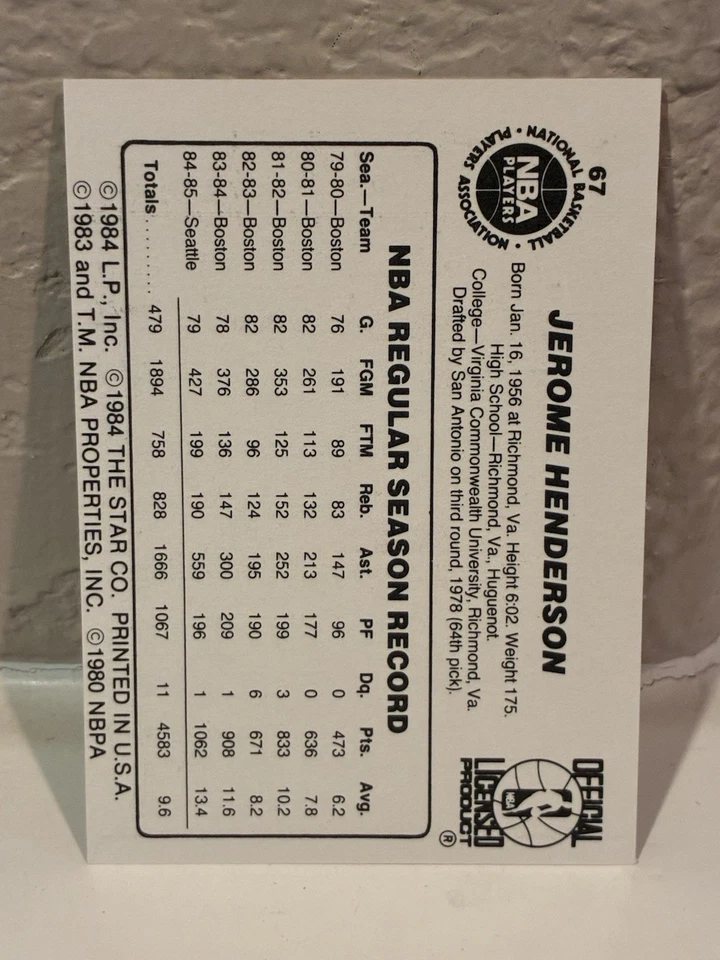 67
NATIONAL BASKETBALL PLAYERS ASSOCIATION
NBA
PLAYERS
JEROME HENDERSON
Born Jan. 16, 1956 at Richmond, Va. Height 6:02. Weight 175.
High School—Richmond, Va., Huguenot.
College—Virginia Commonwealth University, Richmond, Va.
Drafted by San Antonio on third round, 1978 (64th pick).
OFFICIAL
NBA
LICENSED
PRODUCT
®
NBA REGULAR SEASON RECORD
Sea.—Team G. FGM FTM Reb. Ast. PF Dq. Pts. Avg.
79-80—Boston 76 191 89 83 147 96 0 473 6.2
80-81—Boston 82 261 113 132 213 177 0 636 7.8
81-82—Boston 82 353 125 152 252 199 3 833 10.2
82-83—Boston 82 286 96 124 195 190 6 671 8.2
83-84—Boston 78 376 136 147 300 209 1 908 11.6
84-85—Seattle 79 427 199 190 559 196 1 1062 13.4
Totals.......... 479 1894 758 828 1666 1067 11 4583 9.6
©1984 L.P., Inc. ©1984 THE STAR CO. PRINTED IN U.S.A.
©1983 and T.M. NBA PROPERTIES, INC. ©1980 NBPA